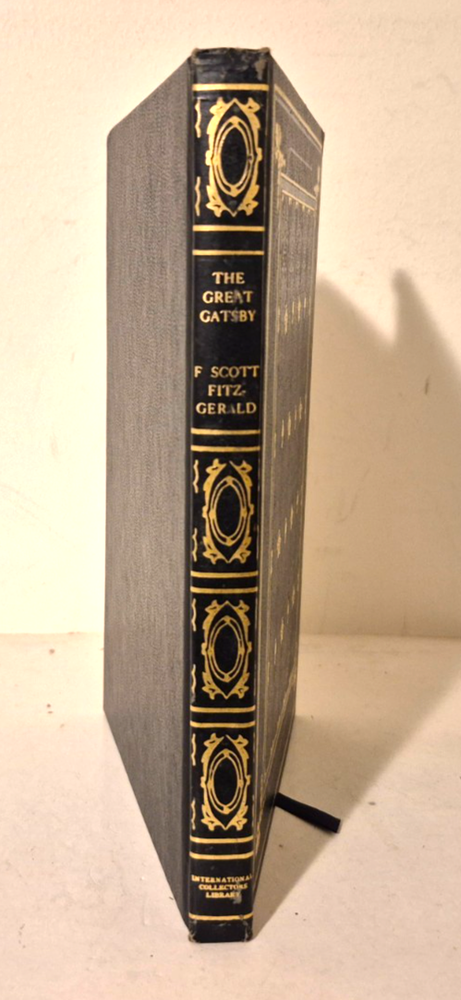 THE
GREAT
GATSBY
F SCOTT
FITZ-
GERALD
INTERNATIONAL
COLLECTORS
LIBRARY